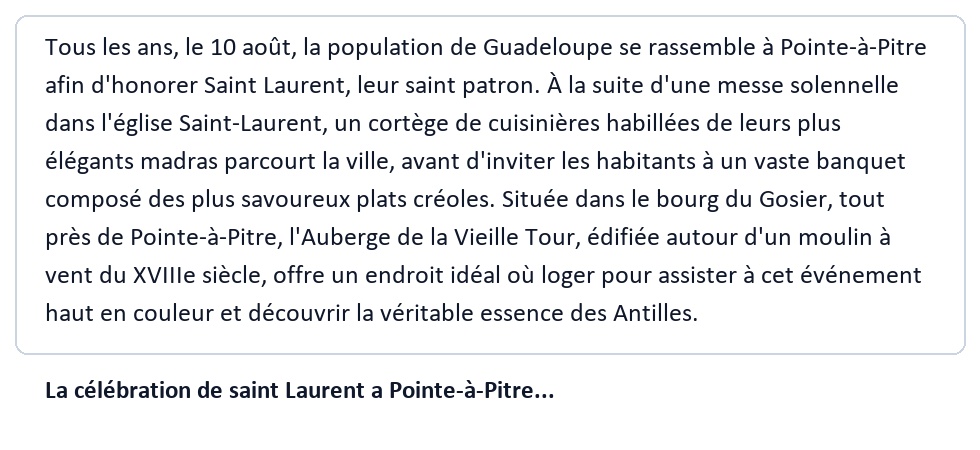 Tous les ans, le 10 août, la population de Guadeloupe se rassemble à Pointe-à-Pitre
afin d'honorer Saint Laurent, leur saint patron. À la suite d'une messe solennelle
dans l'église Saint-Laurent, un cortège de cuisinières habillées de leurs plus
élégants madras parcourt la ville, avant d'inviter les habitants à un vaste banquet
composé des plus savoureux plats créoles. Située dans le bourg du Gosier, tout
près de Pointe-à-Pitre, l'Auberge de la Vieille Tour, édifiée autour d'un moulin à
vent du XVIIIe siècle, offre un endroit idéal où loger pour assister à cet événement
haut en couleur et découvrir la véritable essence des Antilles.
La célébration de saint Laurent a Pointe-à-Pitre...